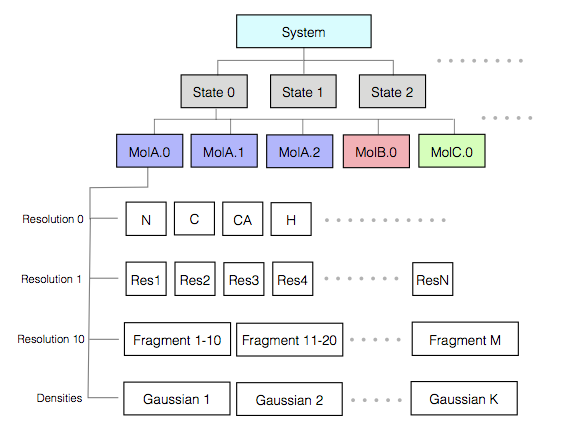 System
State 0 State 1 State 2
MolA.0 MolA.1 MolA.2 MolB.0 MolC.0
Resolution 0 N C CA H
Resolution 1 Res1 Res2 Res3 Res4 ResN
Resolution 10 Fragment 1-10 Fragment 11-20 Fragment M
Densities Gaussian 1 Gaussian 2 Gaussian K